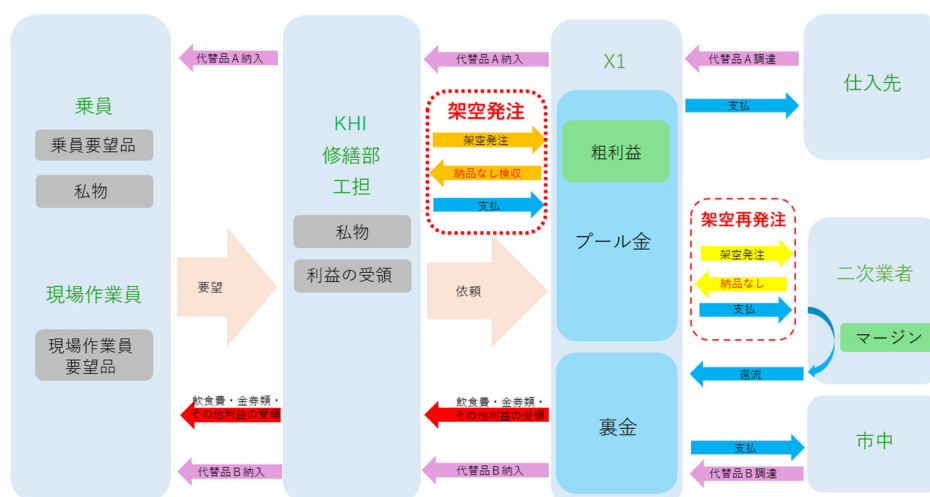 代替品A納入
代替品A納入
代替品A調達
X1
仕入先
乗員
乗員要望品
私物
KHI
修繕部
工担
架空発注
架空発注
納品なし検収
支払
支払
粗利益
プール金
私物
利益の受領
架空再発注
架空発注
納品なし
支払
二次業者
マージン
現場作業員
現場作業員
要望品
要望
依頼
還流
飲食費・金券類・
その他利益の受領
飲食費・金券類・
その他利益の受領
裏金
支払
市中
代替品B納入
代替品B納入
代替品B調達